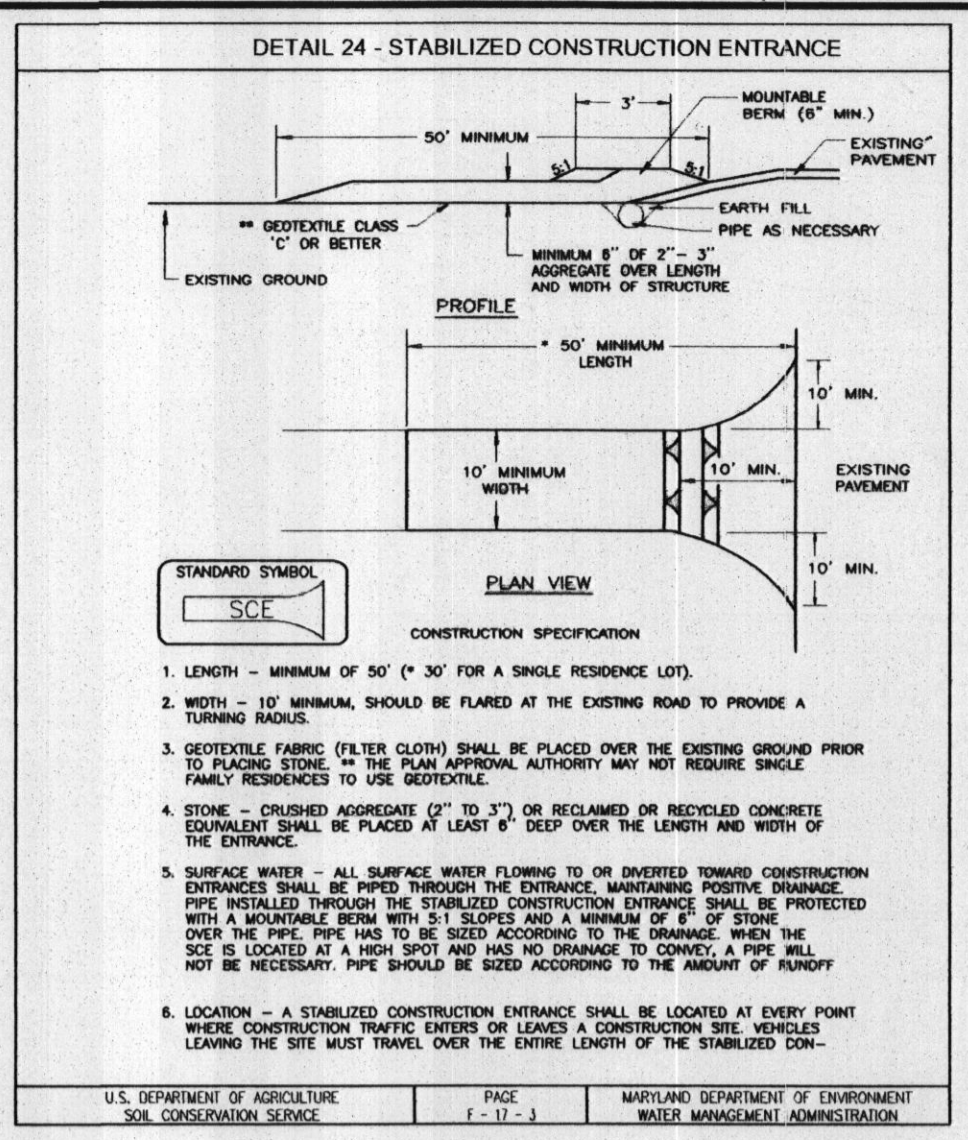 DETAIL 24 - STABILIZED CONSTRUCTION ENTRANCE
3'
MOUNTABLE
BERM (6" MIN.)
50' MINIMUM
EXISTING
PAVEMENT
5:1
5:1
** GEOTEXTILE CLASS
'C' OR BETTER
EARTH FILL
PIPE AS NECESSARY
MINIMUM 6" OF 2"- 3"
AGGREGATE OVER LENGTH
AND WIDTH OF STRUCTURE
EXISTING GROUND
PROFILE
* 50' MINIMUM
LENGTH
10' MIN.
10' MINIMUM
WIDTH
10' MIN.
EXISTING
PAVEMENT
10' MIN.
STANDARD SYMBOL
SCE
PLAN VIEW
CONSTRUCTION SPECIFICATION
1. LENGTH – MINIMUM OF 50' (* 30' FOR A SINGLE RESIDENCE LOT).
2. WIDTH – 10' MINIMUM, SHOULD BE FLARED AT THE EXISTING ROAD TO PROVIDE A
TURNING RADIUS.
3. GEOTEXTILE FABRIC (FILTER CLOTH) SHALL BE PLACED OVER THE EXISTING GROUND PRIOR
TO PLACING STONE. ** THE PLAN APPROVAL AUTHORITY MAY NOT REQUIRE SINGLE
FAMILY RESIDENCES TO USE GEOTEXTILE.
4. STONE – CRUSHED AGGREGATE (2" TO 3") OR RECLAIMED OR RECYCLED CONCRETE
EQUIVALENT SHALL BE PLACED AT LEAST 6" DEEP OVER THE LENGTH AND WIDTH OF
THE ENTRANCE.
5. SURFACE WATER – ALL SURFACE WATER FLOWING TO OR DIVERTED TOWARD CONSTRUCTION
ENTRANCES SHALL BE PIPED THROUGH THE ENTRANCE, MAINTAINING POSITIVE DRAINAGE.
PIPE INSTALLED THROUGH THE STABILIZED CONSTRUCTION ENTRANCE SHALL BE PROTECTED
WITH A MOUNTABLE BERM WITH 5:1 SLOPES AND A MINIMUM OF 6" OF STONE
OVER THE PIPE. PIPE HAS TO BE SIZED ACCORDING TO THE DRAINAGE. WHEN THE
SCE IS LOCATED AT A HIGH SPOT AND HAS NO DRAINAGE TO CONVEY, A PIPE WILL
NOT BE NECESSARY. PIPE SHOULD BE SIZED ACCORDING TO THE AMOUNT OF RUNOFF
6. LOCATION – A STABILIZED CONSTRUCTION ENTRANCE SHALL BE LOCATED AT EVERY POINT
WHERE CONSTRUCTION TRAFFIC ENTERS OR LEAVES A CONSTRUCTION SITE. VEHICLES
LEAVING THE SITE MUST TRAVEL OVER THE ENTIRE LENGTH OF THE STABILIZED CON–
U.S. DEPARTMENT OF AGRICULTURE
SOIL CONSERVATION SERVICE
PAGE
F - 17 - 3
MARYLAND DEPARTMENT OF ENVIRONMENT
WATER MANAGEMENT ADMINISTRATION